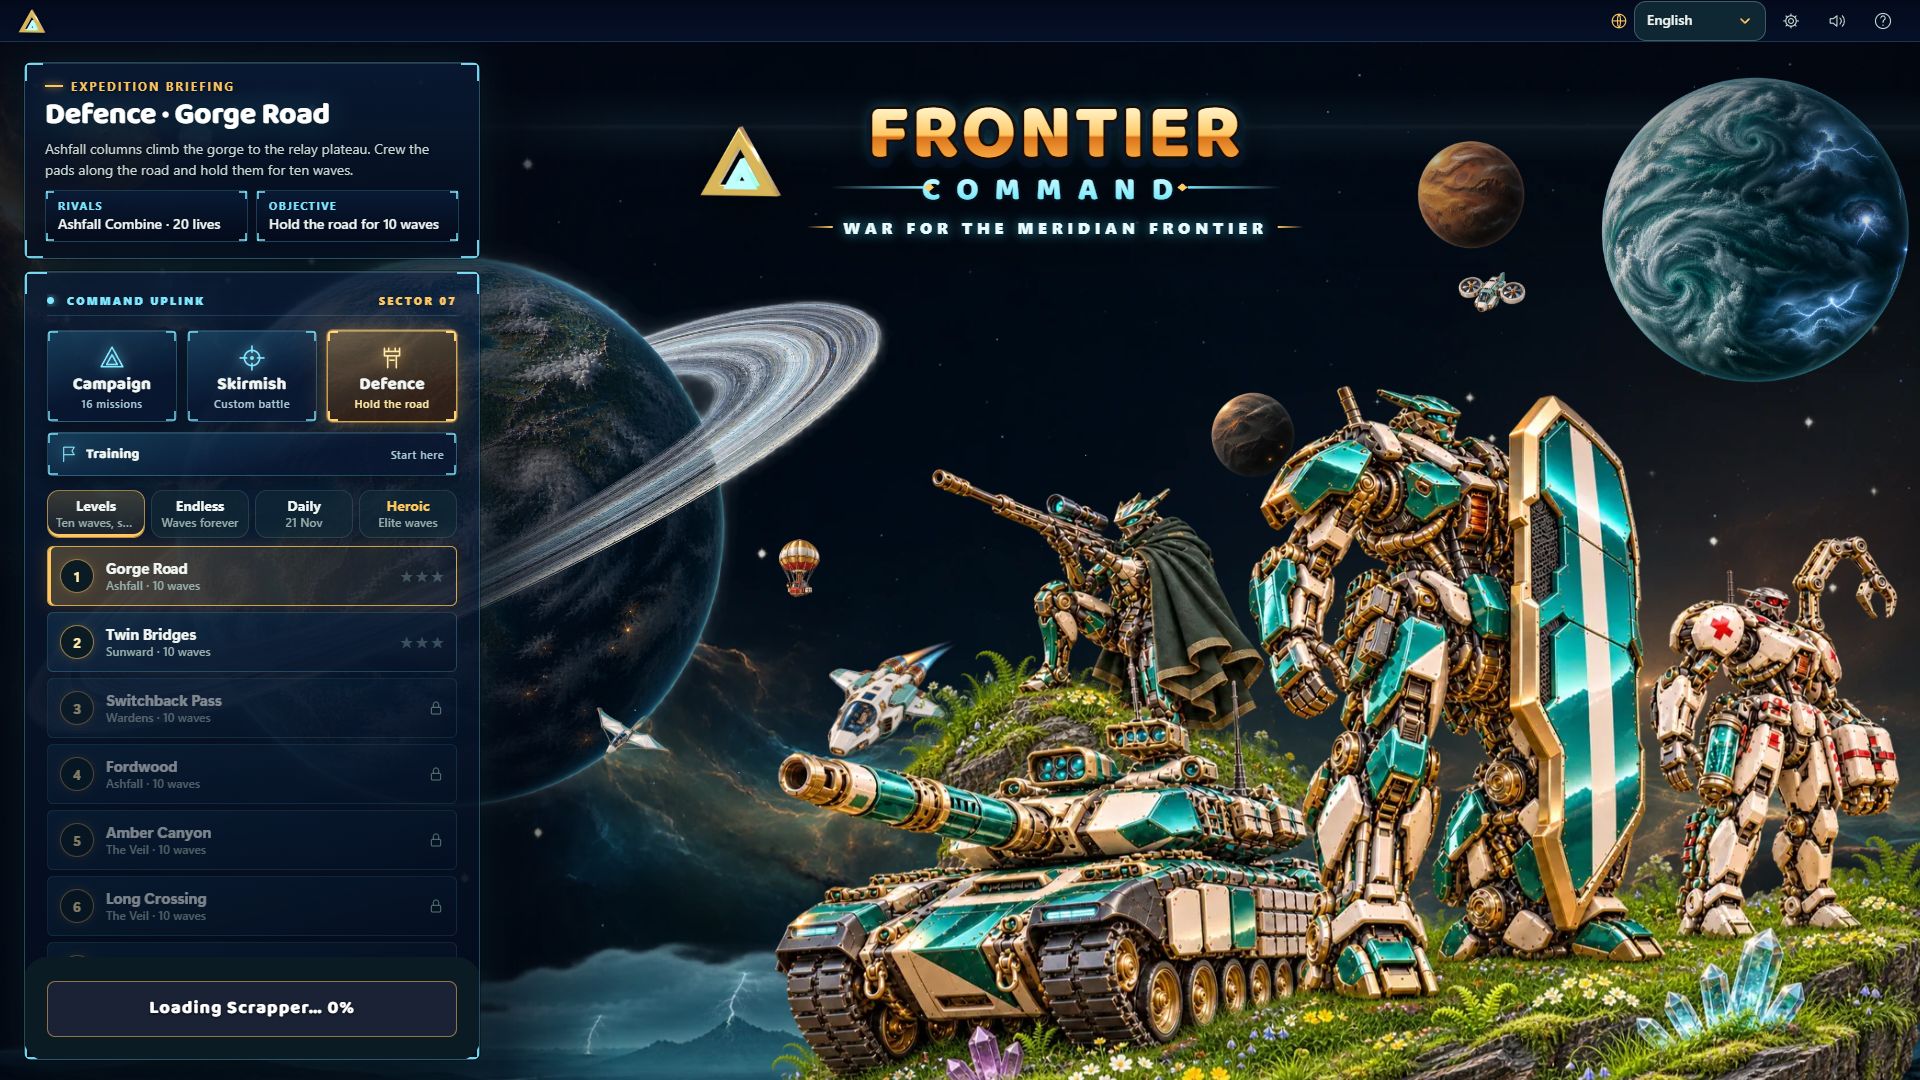 English
EXPEDITION BRIEFING
Defence · Gorge Road
Ashfall columns climb the gorge to the relay plateau. Crew the
pads along the road and hold them for ten waves.
RIVALS
Ashfall Combine · 20 lives
OBJECTIVE
Hold the road for 10 waves
COMMAND UPLINK
SECTOR 07
Campaign
16 missions
Skirmish
Custom battle
Defence
Hold the road
Training
Start here
Levels
Ten waves, s...
Endless
Waves forever
Daily
21 Nov
Heroic
Elite waves
1
Gorge Road
Ashfall · 10 waves
2
Twin Bridges
Sunward · 10 waves
3
Switchback Pass
Wardens · 10 waves
4
Fordwood
Ashfall · 10 waves
5
Amber Canyon
The Veil · 10 waves
6
Long Crossing
The Veil · 10 waves
Loading Scrapper... 0%
FRONTIER
COMMAND
WAR FOR THE MERIDIAN FRONTIER